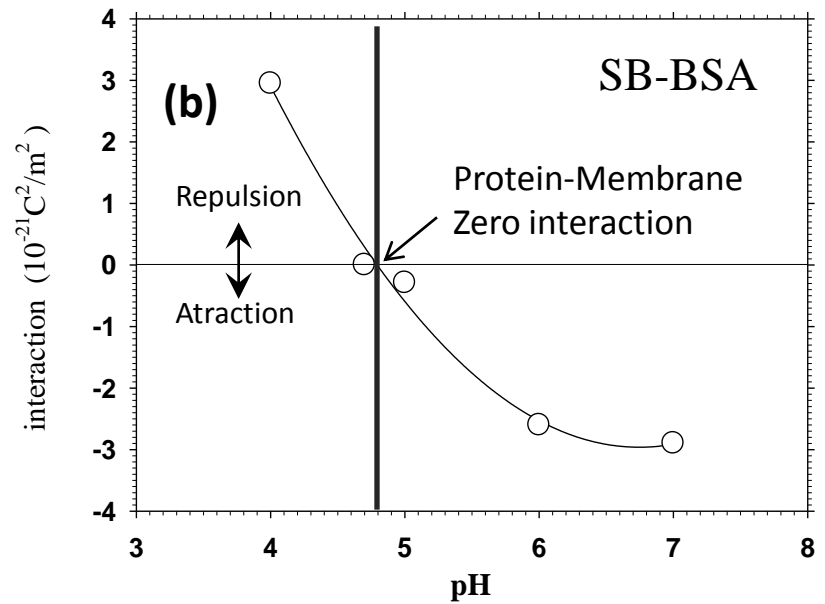 SB-BSA
(b)
Protein-Membrane
Zero interaction
Repulsion
Atraction
interaction (10⁻²¹C²/m²)
4
3
2
1
0
-1
-2
-3
-4
3 4 5 6 7 8
pH